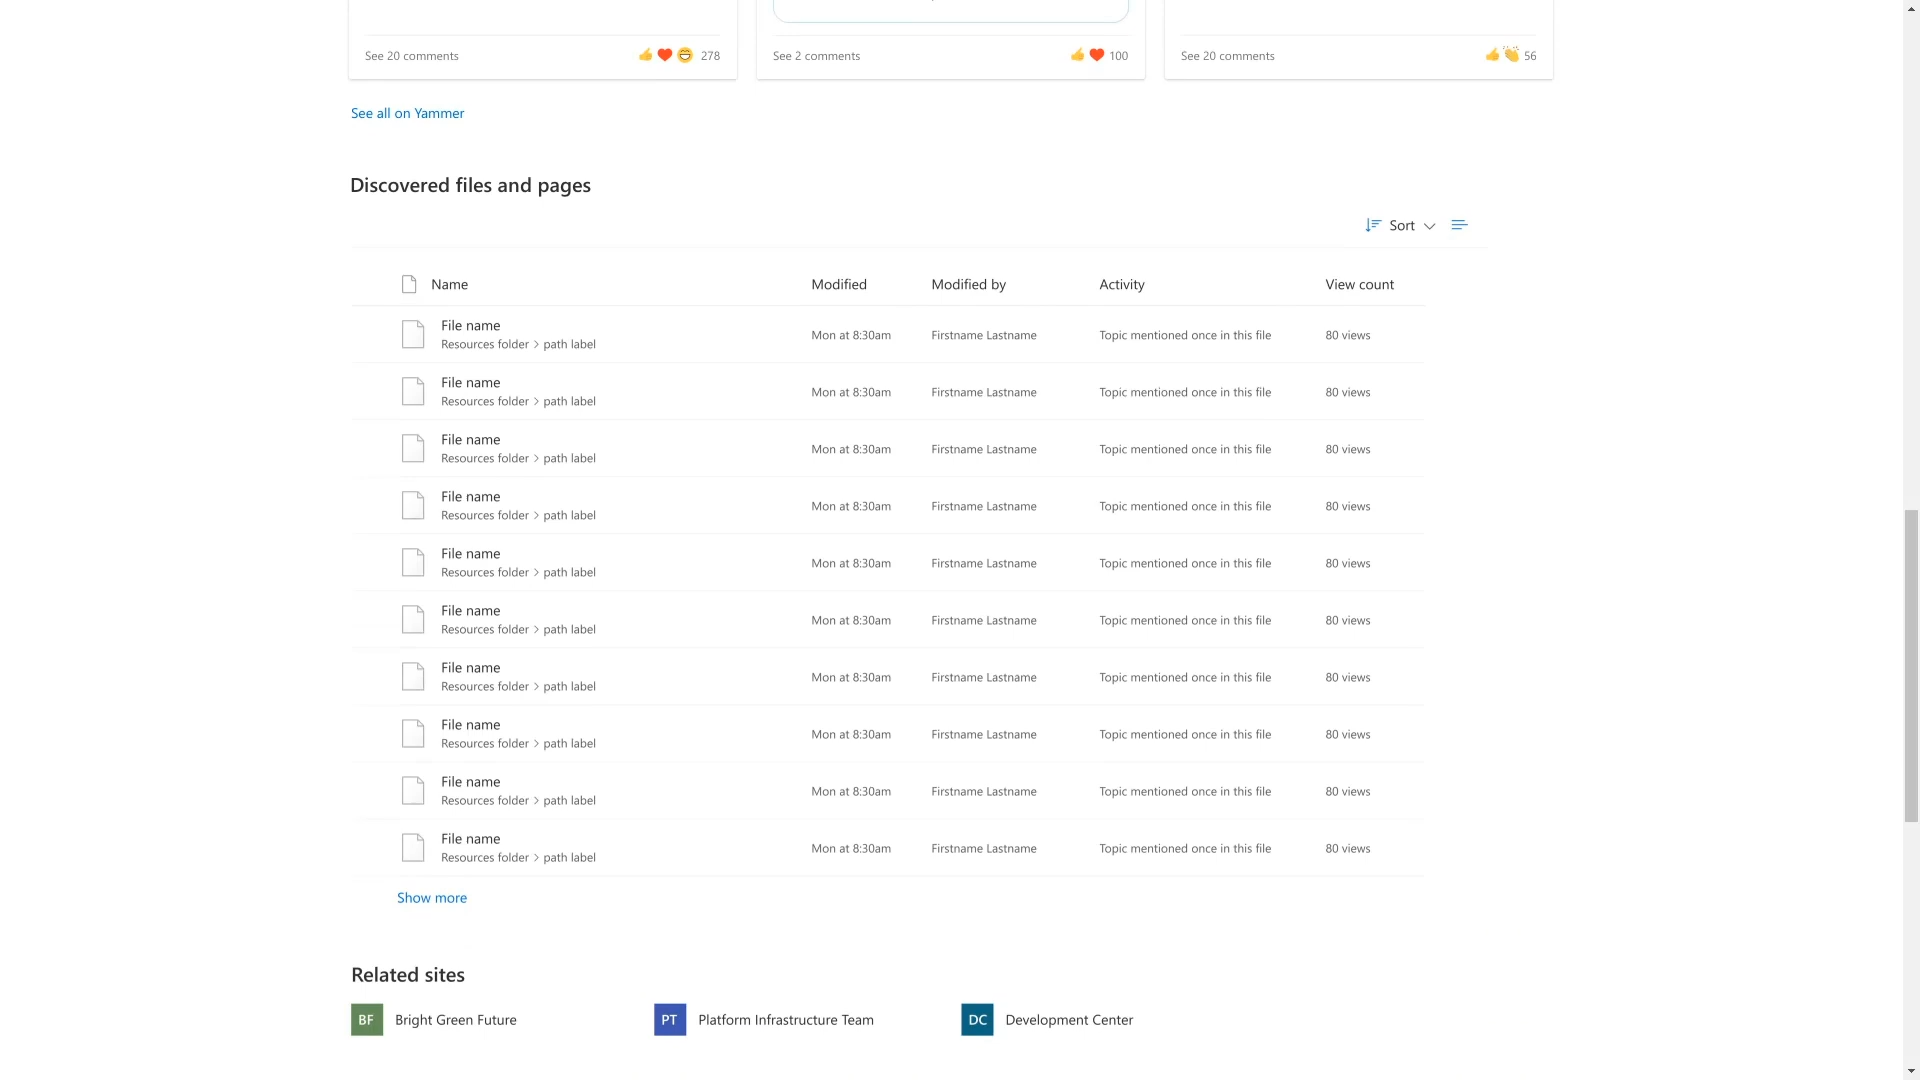 See 20 comments 278 See 2 comments 100 See 20 comments 56
See all on Yammer
Discovered files and pages
Sort
Name Modified Modified by Activity View count
File name
Resources folder > path label Mon at 8:30am Firstname Lastname Topic mentioned once in this file 80 views
File name
Resources folder > path label Mon at 8:30am Firstname Lastname Topic mentioned once in this file 80 views
File name
Resources folder > path label Mon at 8:30am Firstname Lastname Topic mentioned once in this file 80 views
File name
Resources folder > path label Mon at 8:30am Firstname Lastname Topic mentioned once in this file 80 views
File name
Resources folder > path label Mon at 8:30am Firstname Lastname Topic mentioned once in this file 80 views
File name
Resources folder > path label Mon at 8:30am Firstname Lastname Topic mentioned once in this file 80 views
File name
Resources folder > path label Mon at 8:30am Firstname Lastname Topic mentioned once in this file 80 views
File name
Resources folder > path label Mon at 8:30am Firstname Lastname Topic mentioned once in this file 80 views
File name
Resources folder > path label Mon at 8:30am Firstname Lastname Topic mentioned once in this file 80 views
File name
Resources folder > path label Mon at 8:30am Firstname Lastname Topic mentioned once in this file 80 views
Show more
Related sites
BF Bright Green Future PT Platform Infrastructure Team DC Development Center